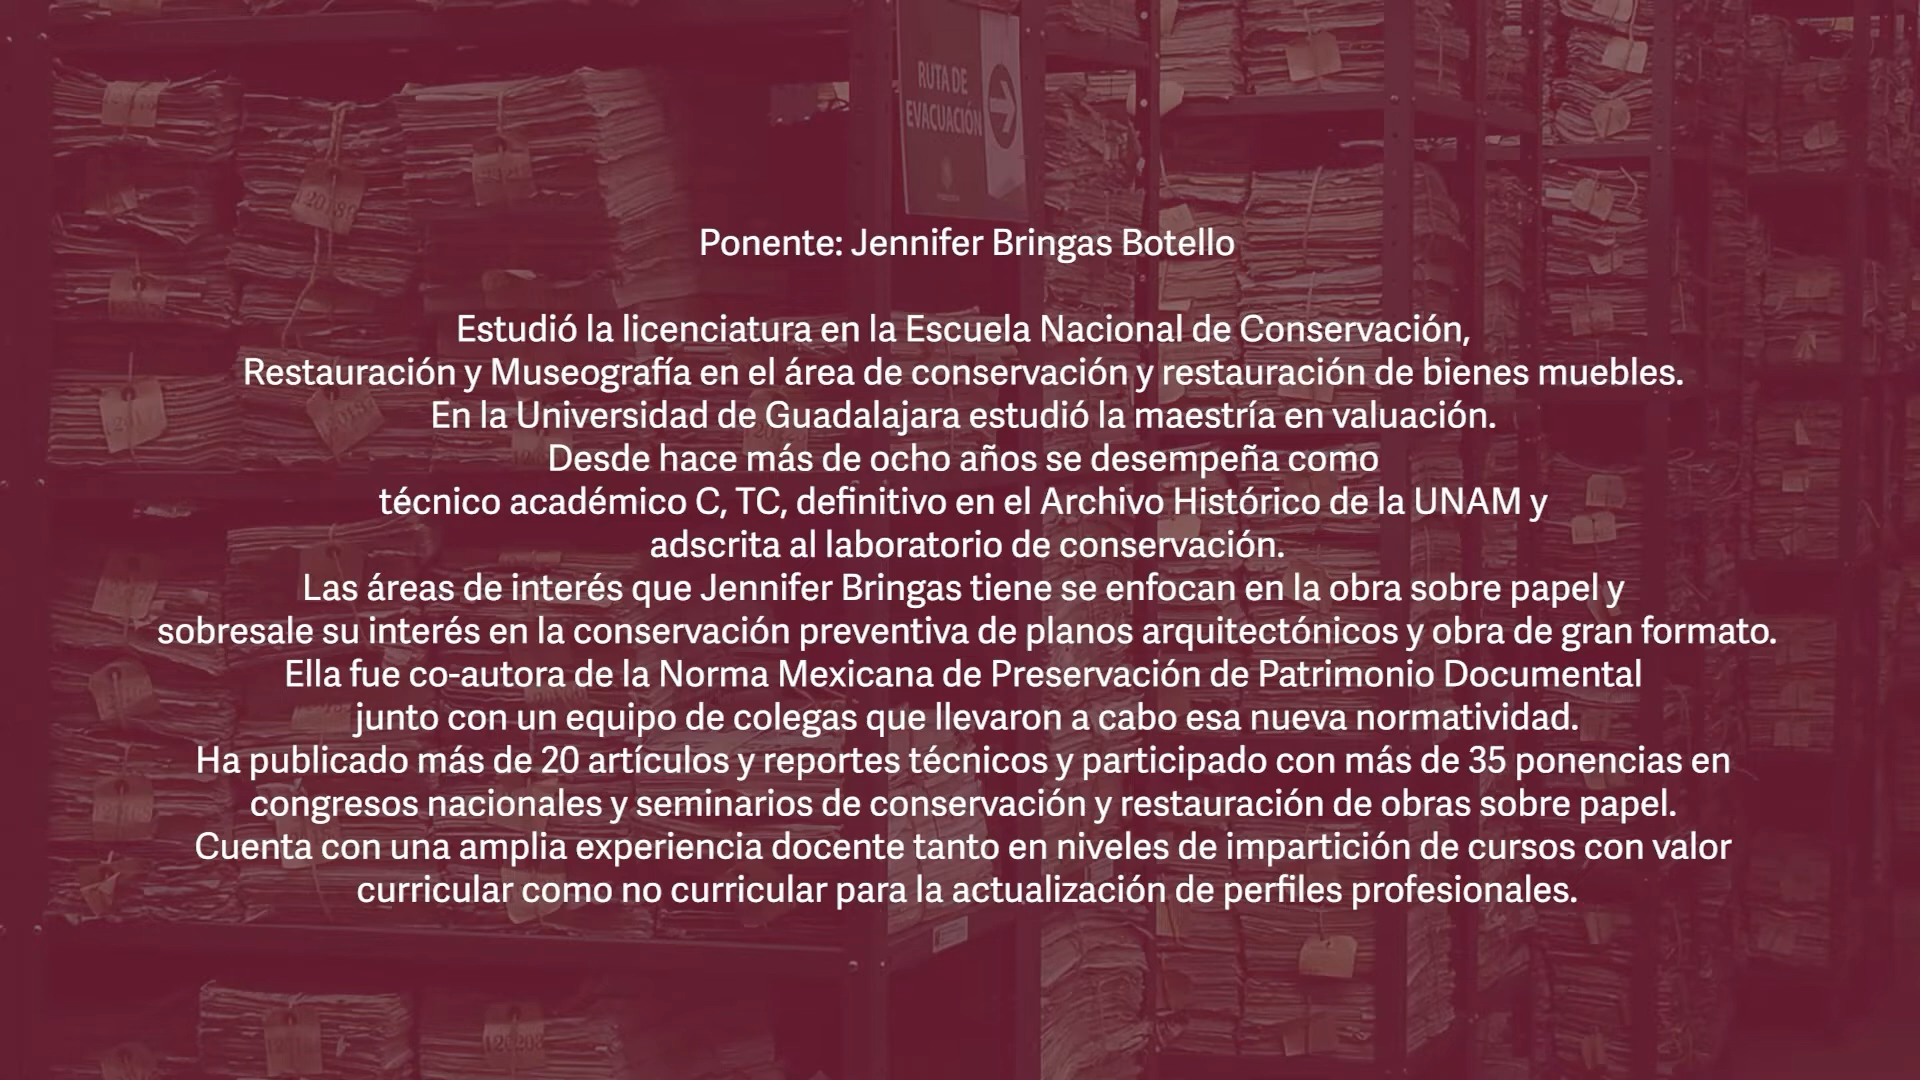 RUTA DE
EVACUACIÓN
Ponente: Jennifer Bringas Botello
Estudió la licenciatura en la Escuela Nacional de Conservación,
Restauración y Museografía en el área de conservación y restauración de bienes muebles.
En la Universidad de Guadalajara estudió la maestría en valuación.
Desde hace más de ocho años se desempeña como
técnico académico C, TC, definitivo en el Archivo Histórico de la UNAM y
adscrita al laboratorio de conservación.
Las áreas de interés que Jennifer Bringas tiene se enfocan en la obra sobre papel y
sobresale su interés en la conservación preventiva de planos arquitectónicos y obra de gran formato.
Ella fue co-autora de la Norma Mexicana de Preservación de Patrimonio Documental
junto con un equipo de colegas que llevaron a cabo esa nueva normatividad.
Ha publicado más de 20 artículos y reportes técnicos y participado con más de 35 ponencias en
congresos nacionales y seminarios de conservación y restauración de obras sobre papel.
Cuenta con una amplia experiencia docente tanto en niveles de impartición de cursos con valor
curricular como no curricular para la actualización de perfiles profesionales.